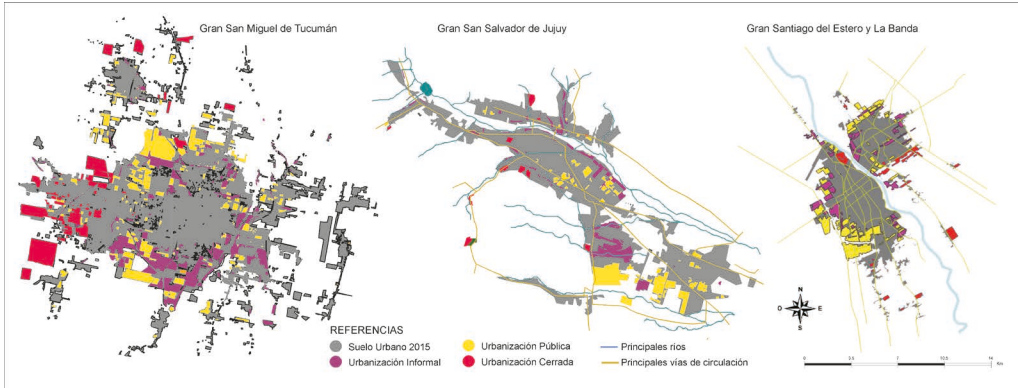 Gran San Miguel de Tucumán
Gran San Salvador de Jujuy
Gran Santiago del Estero y La Banda
N
O E
S
REFERENCIAS
Suelo Urbano 2015
Urbanización Pública
Principales rios
Urbanización Informal
Urbanización Cerrada
Principales vías de circulación
0 3.5 7 10.5 14
Km